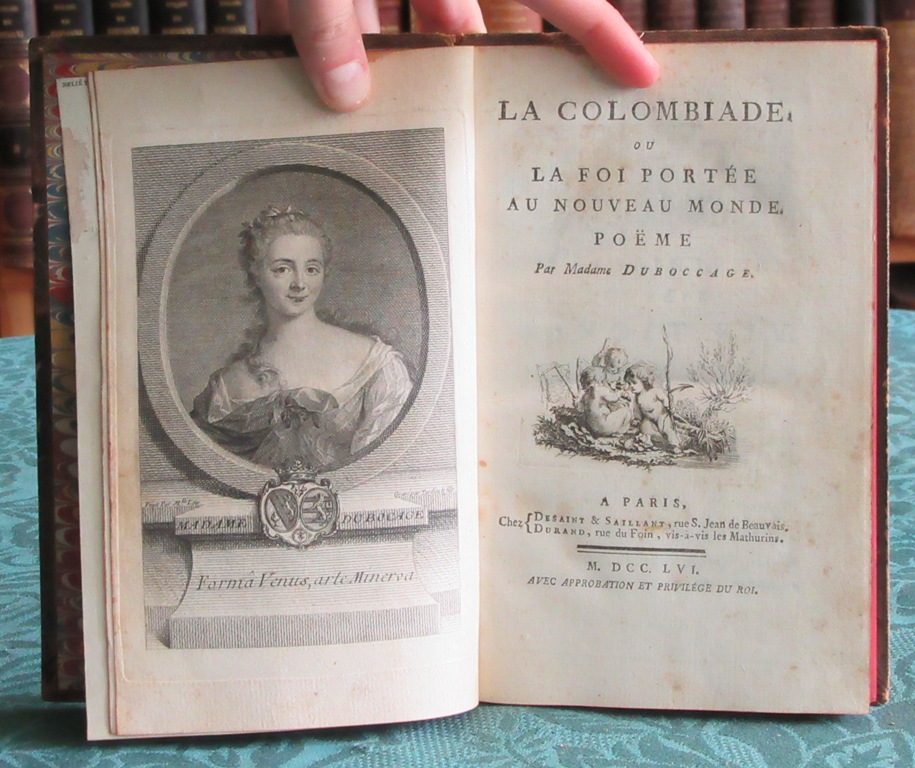 MADAME DUBOCAGE
Formâ Venus, arte Minerva
LA COLOMBIADE,
OU
LA FOI PORTÉE
AU NOUVEAU MONDE,
POËME
Par Madame DUBOCCAGE.
A PARIS,
Chez { DESAINT & SAILLANT, rue S. Jean de Beauvais.
DURAND, rue du Foin, vis-à-vis les Mathurins.
M. DCC. LVI.
AVEC APPROBATION ET PRIVILÉGE DU ROI.